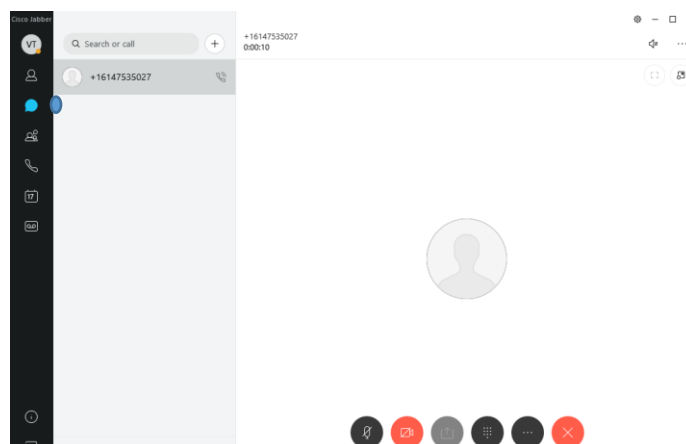 Cisco Jabber
VT
Search or call
+16147535027
0:00:10
+16147535027
17